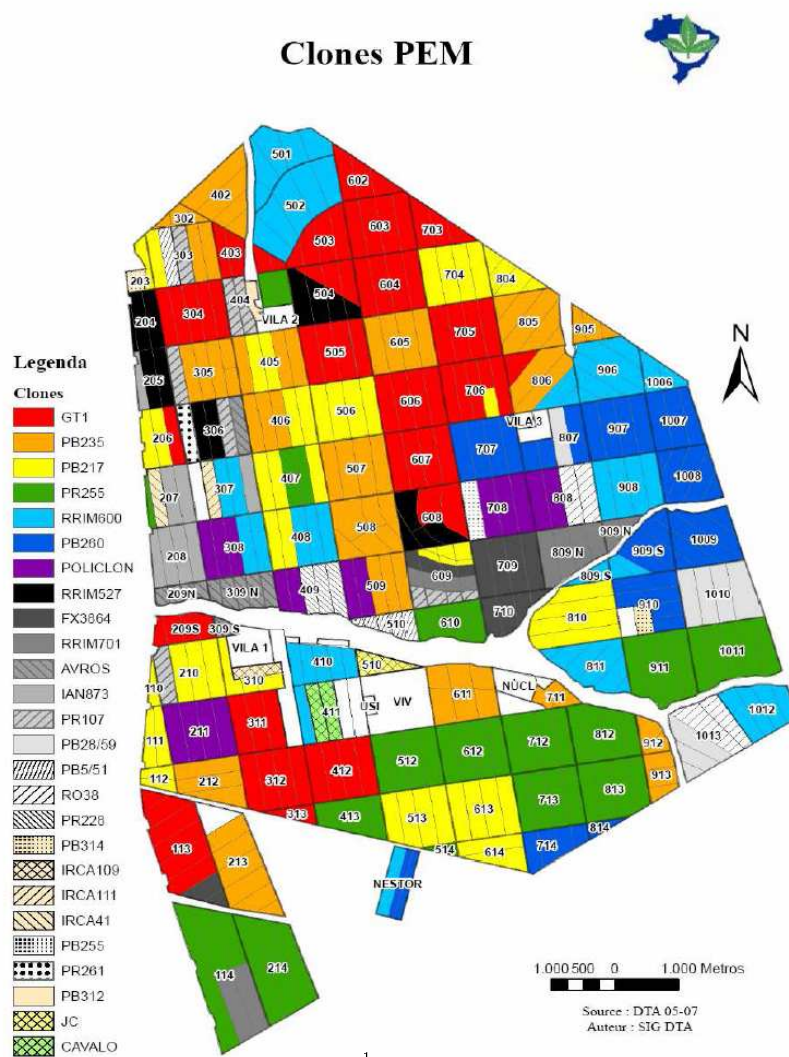 Clones PEM
501
402
602
502
302
603
703
403
503
303
704
804
203
604
404
504
304
204
VILA 2
805
905
705
605
505
906
405
305
205
806
1006
706
606
506
406
206
306
VILA 3
907
1007
707
807
607
507
407
1008
207
307
908
808
708
608
508
408
308
208
909 N
1009
809 N
909 S
709
609
809 S
509
409
309 N
209N
1010
910
810
710
610
510
209S
309 S
VILA 1
1011
911
811
410
510
210
310
110
NÚCL
611
711
USI
VIV
411
1012
1013
311
211
111
812
712
912
612
512
412
312
212
112
913
813
713
613
513
413
313
814
714
614
514
113
213
NESTOR
114
214
N
Legenda
Clones
GT1
PB235
PB217
PR255
RRIM600
PB260
POLICLON
RRIM527
FX3864
RRIM701
AVROS
IAN873
PR107
PB28/59
PB5/51
RO38
PR228
PB314
IRCA109
IRCA111
IRCA41
PB255
PR261
PB312
JC
CAVALO
1.000 500 0 1.000 Metros
Source : DTA 05-07
Auteur : SIG DTA
1